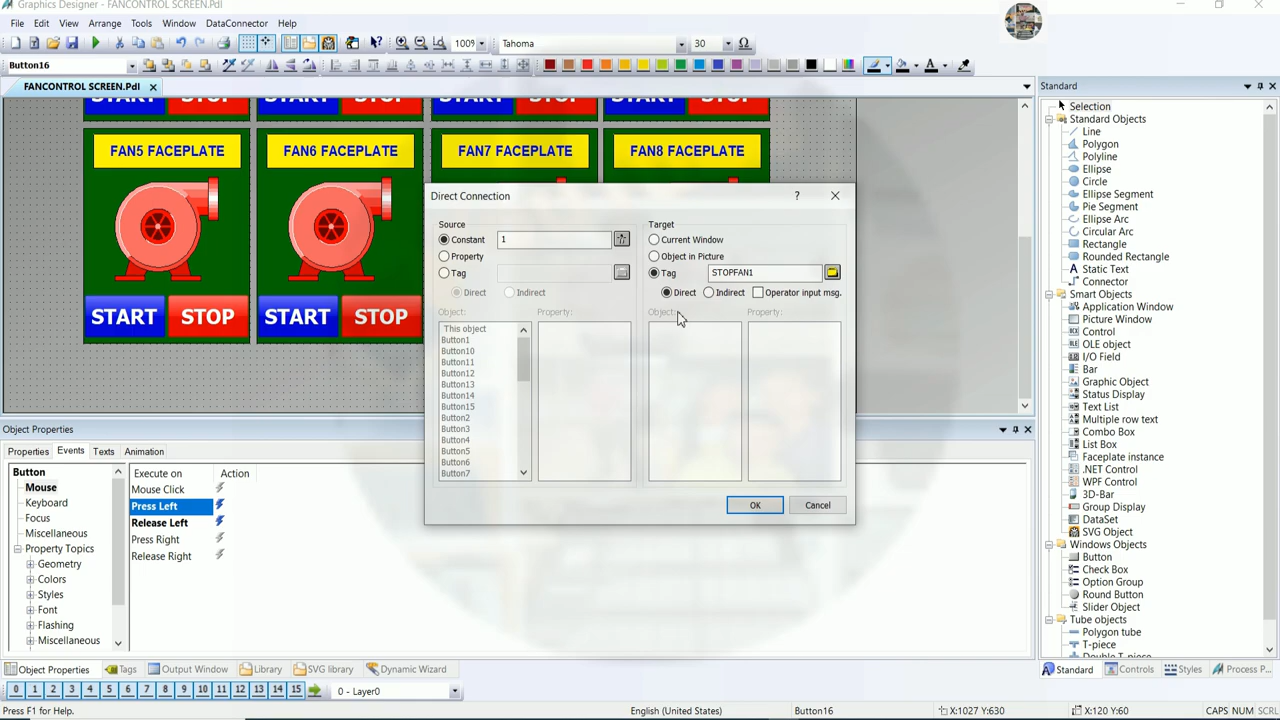 Graphics Designer - FANCONTROL SCREEN.Pdl
File Edit View Arrange Tools Window DataConnector Help
100% Tahoma 30
Button16
FANCONTROL SCREEN.Pdl
START STOP START STOP START STOP START STOP
FAN5 FACEPLATE FAN6 FACEPLATE FAN7 FACEPLATE FAN8 FACEPLATE
START STOP START STOP
Direct Connection
Source
Constant 1
Property
Tag
Direct Indirect
Object: Property:
This object
Button1
Button10
Button11
Button12
Button13
Button14
Button15
Button2
Button3
Button4
Button5
Button6
Button7
Target
Current Window
Object in Picture
Tag STOPFAN1
Direct Indirect Operator input msg.
Object: Property:
OK Cancel
Object Properties
Properties Events Texts Animation
Button
Mouse
Keyboard
Focus
Miscellaneous
Property Topics
Geometry
Colors
Styles
Font
Flashing
Miscellaneous
Execute on Action
Mouse Click
Press Left
Release Left
Press Right
Release Right
Object Properties Tags Output Window Library SVG library Dynamic Wizard
0 1 2 3 4 5 6 7 8 9 10 11 12 13 14 15 0 - Layer0
Press F1 for Help. English (United States) Button16 X:1027 Y:630 X:120 Y:60 CAPS NUM SCRL
Standard
Selection
Standard Objects
Line
Polygon
Polyline
Ellipse
Circle
Ellipse Segment
Pie Segment
Ellipse Arc
Circular Arc
Rectangle
Rounded Rectangle
Static Text
Connector
Smart Objects
Application Window
Picture Window
Control
OLE object
I/O Field
Bar
Graphic Object
Status Display
Text List
Multiple row text
Combo Box
List Box
Faceplate instance
.NET Control
WPF Control
3D-Bar
Group Display
DataSet
SVG Object
Windows Objects
Button
Check Box
Option Group
Round Button
Slider Object
Tube objects
Polygon tube
T-piece
Double T-piece
Standard Controls Styles Process P...